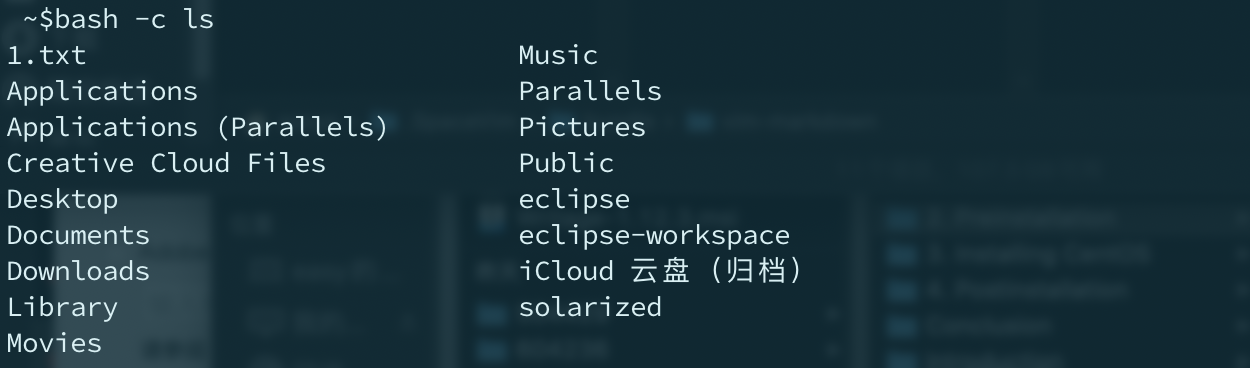 ~$bash -c ls
1.txt Music
Applications Parallels
Applications (Parallels) Pictures
Creative Cloud Files Public
Desktop eclipse
Documents eclipse-workspace
Downloads iCloud 云盘（归档）
Library solarized
Movies